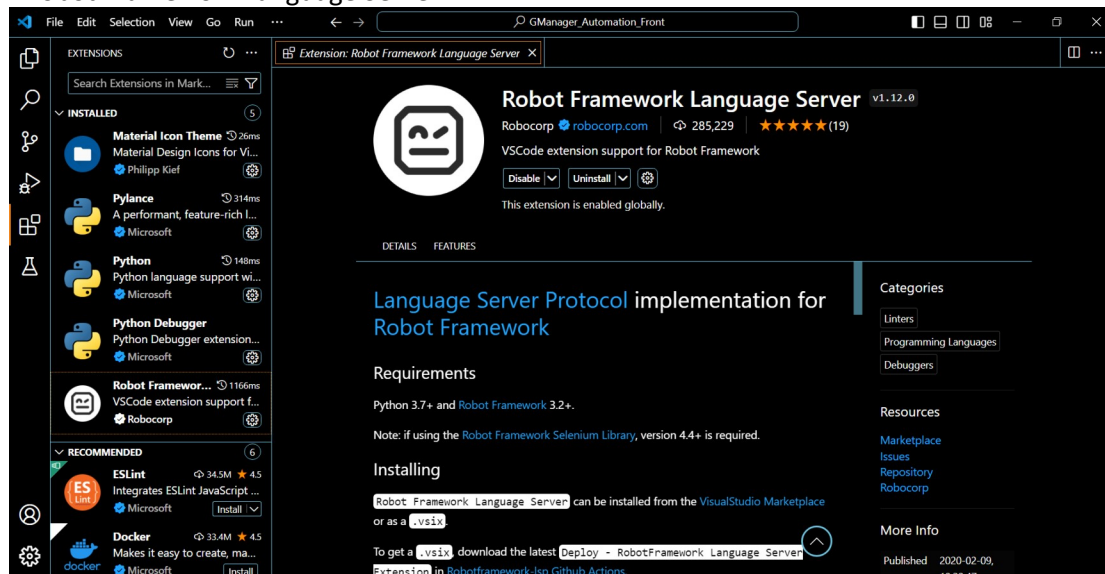 File Edit Selection View Go Run ··· GManager_Automation_Front
EXTENSIONS
Search Extensions in Mark...
INSTALLED 5
Material Icon Theme 26ms
Material Design Icons for Vi...
Philipp Kief
Pylance 314ms
A performant, feature-rich l...
Microsoft
Python 148ms
Python language support wi...
Microsoft
Python Debugger
Python Debugger extension...
Microsoft
Robot Framewor... 1166ms
VSCode extension support f...
Robocorp
RECOMMENDED 6
ES
Lint
ESLint 34.5M ★ 4.5
Integrates ESLint JavaScript ...
Microsoft Install
docker
Docker 33.4M ★ 4.5
Makes it easy to create, ma...
Microsoft Install
Extension: Robot Framework Language Server
Robot Framework Language Server v1.12.0
Robocorp robocorp.com 285,229 ★★★★★(19)
VSCode extension support for Robot Framework
Disable Uninstall
This extension is enabled globally.
DETAILS FEATURES
Language Server Protocol implementation for
Robot Framework
Requirements
Python 3.7+ and Robot Framework 3.2+.
Note: if using the Robot Framework Selenium Library, version 4.4+ is required.
Installing
Robot Framework Language Server can be installed from the VisualStudio Marketplace
or as a .vsix.
To get a .vsix, download the latest Deploy - RobotFramework Language Server
Extension in Robotframework-lsp Github Actions.
Categories
Linters
Programming Languages
Debuggers
Resources
Marketplace
Issues
Repository
Robocorp
More Info
Published 2020-02-09,